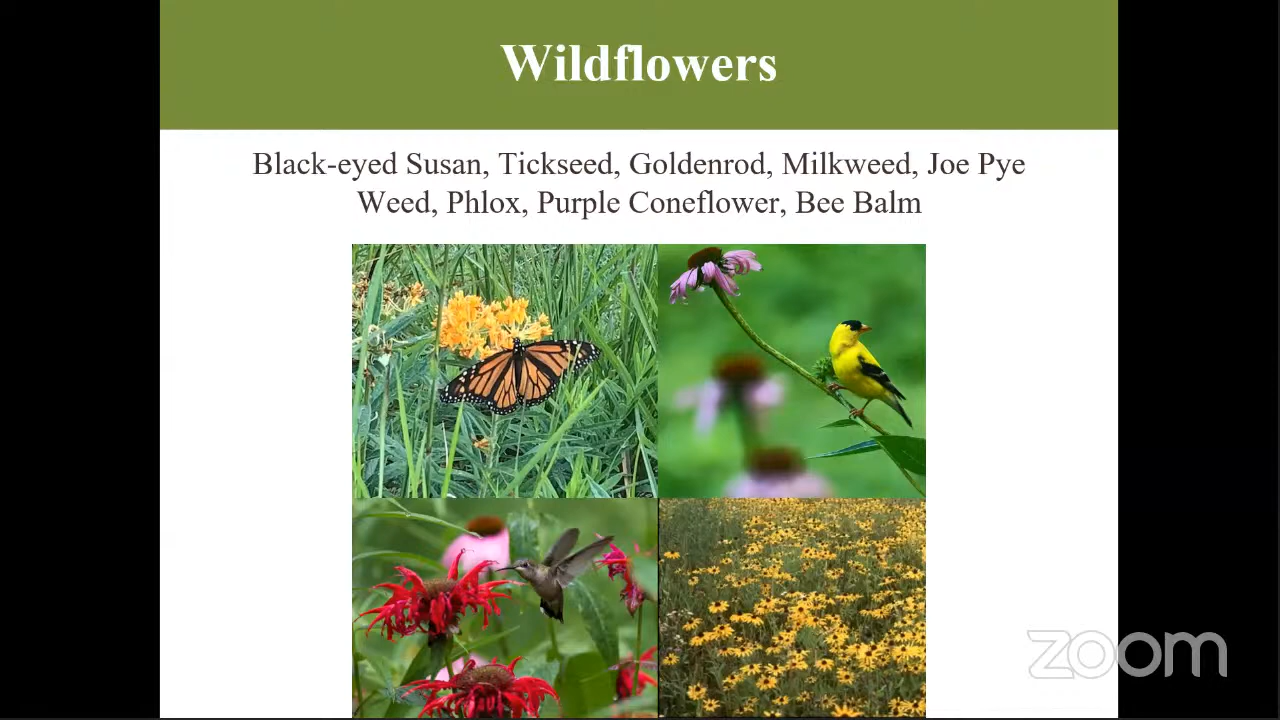 Wildflowers
Black-eyed Susan, Tickseed, Goldenrod, Milkweed, Joe Pye
Weed, Phlox, Purple Coneflower, Bee Balm
zoom